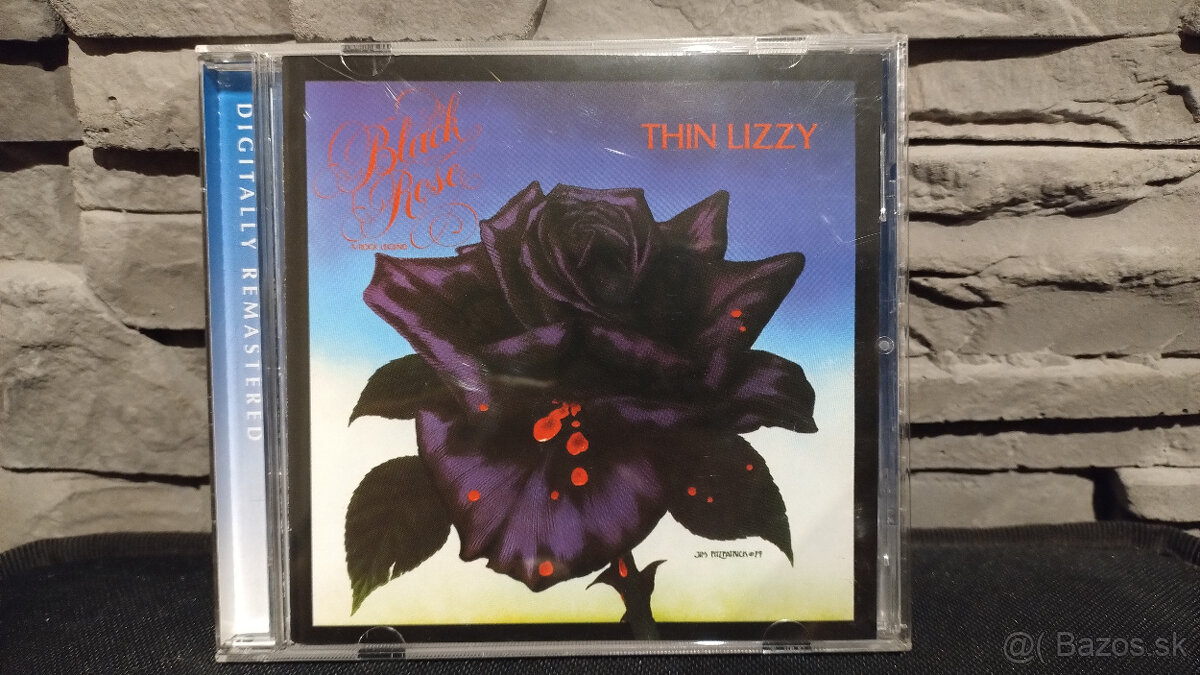 DIGITALLY REMASTERED
Black
Rose
A ROCK LEGEND
THIN LIZZY
JIM FITZPATRICK © 79
@( Bazos.sk